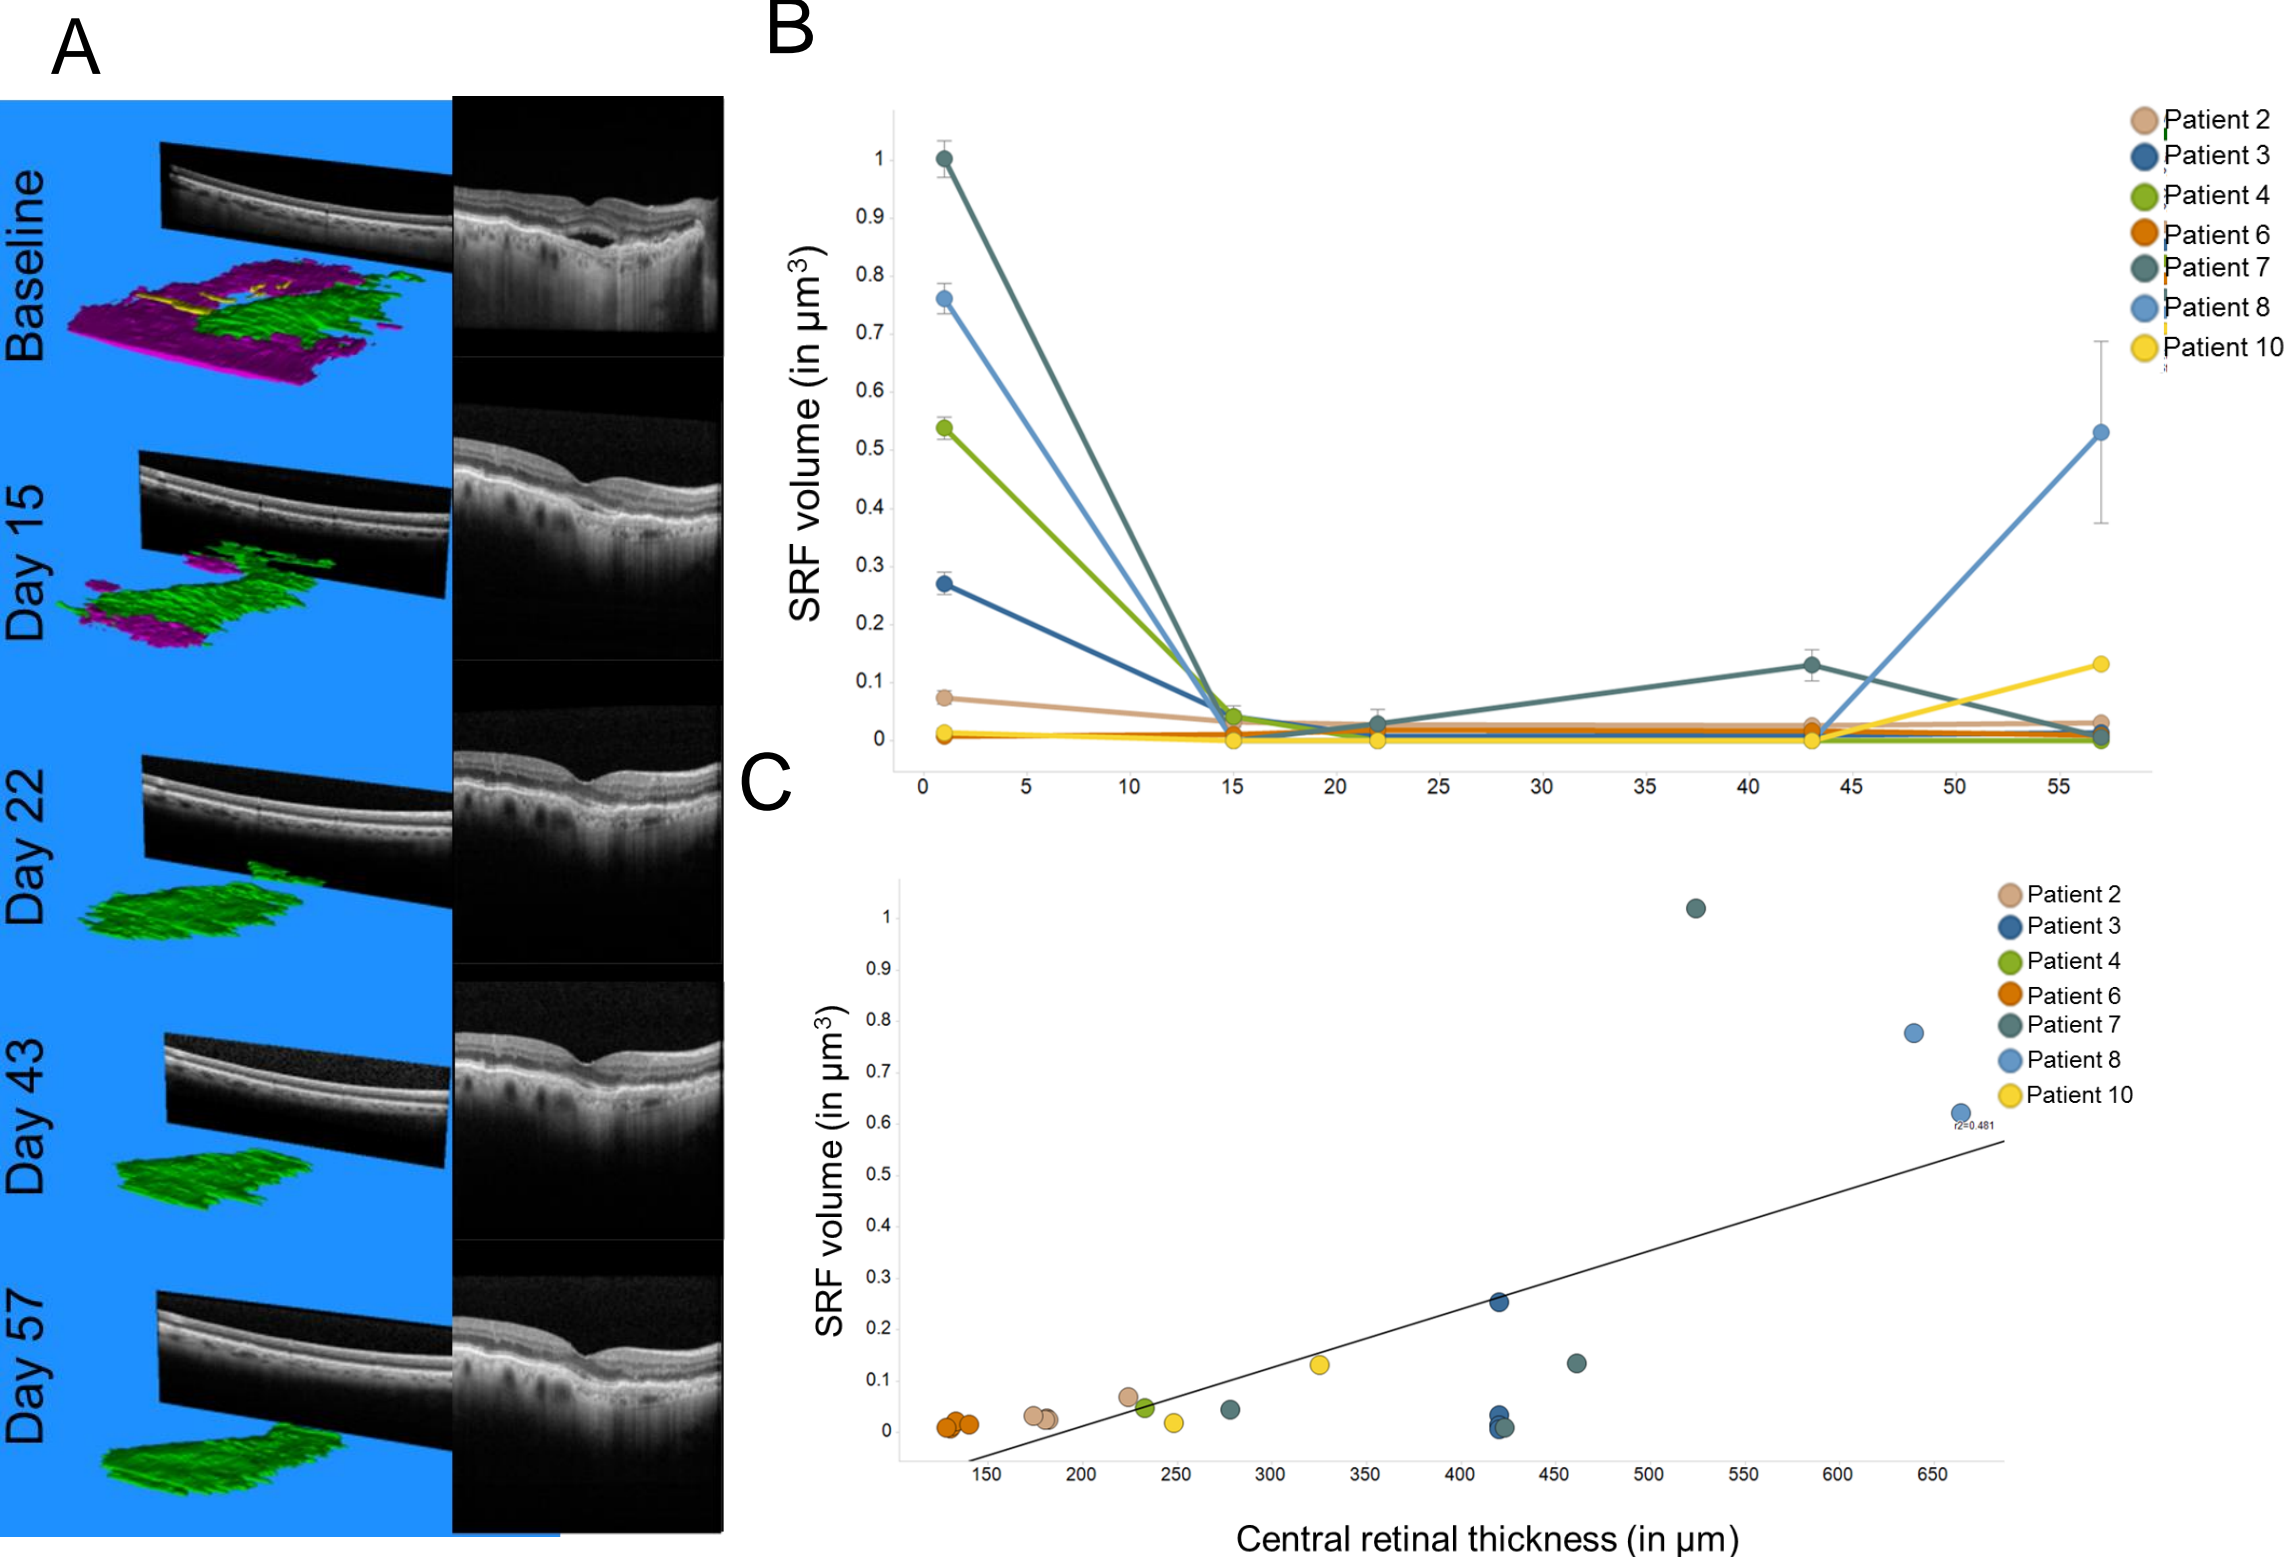 A
Baseline
Day 15
Day 22
Day 43
Day 57
B
SRF volume (in µm3)
1
0.9
0.8
0.7
0.6
0.5
0.4
0.3
0.2
0.1
0
0 5 10 15 20 25 30 35 40 45 50 55
Patient 2
Patient 3
Patient 4
Patient 6
Patient 7
Patient 8
Patient 10
C
SRF volume (in µm3)
1
0.9
0.8
0.7
0.6
0.5
0.4
0.3
0.2
0.1
0
150 200 250 300 350 400 450 500 550 600 650
Central retinal thickness (in µm)
r2=0.481
Patient 2
Patient 3
Patient 4
Patient 6
Patient 7
Patient 8
Patient 10